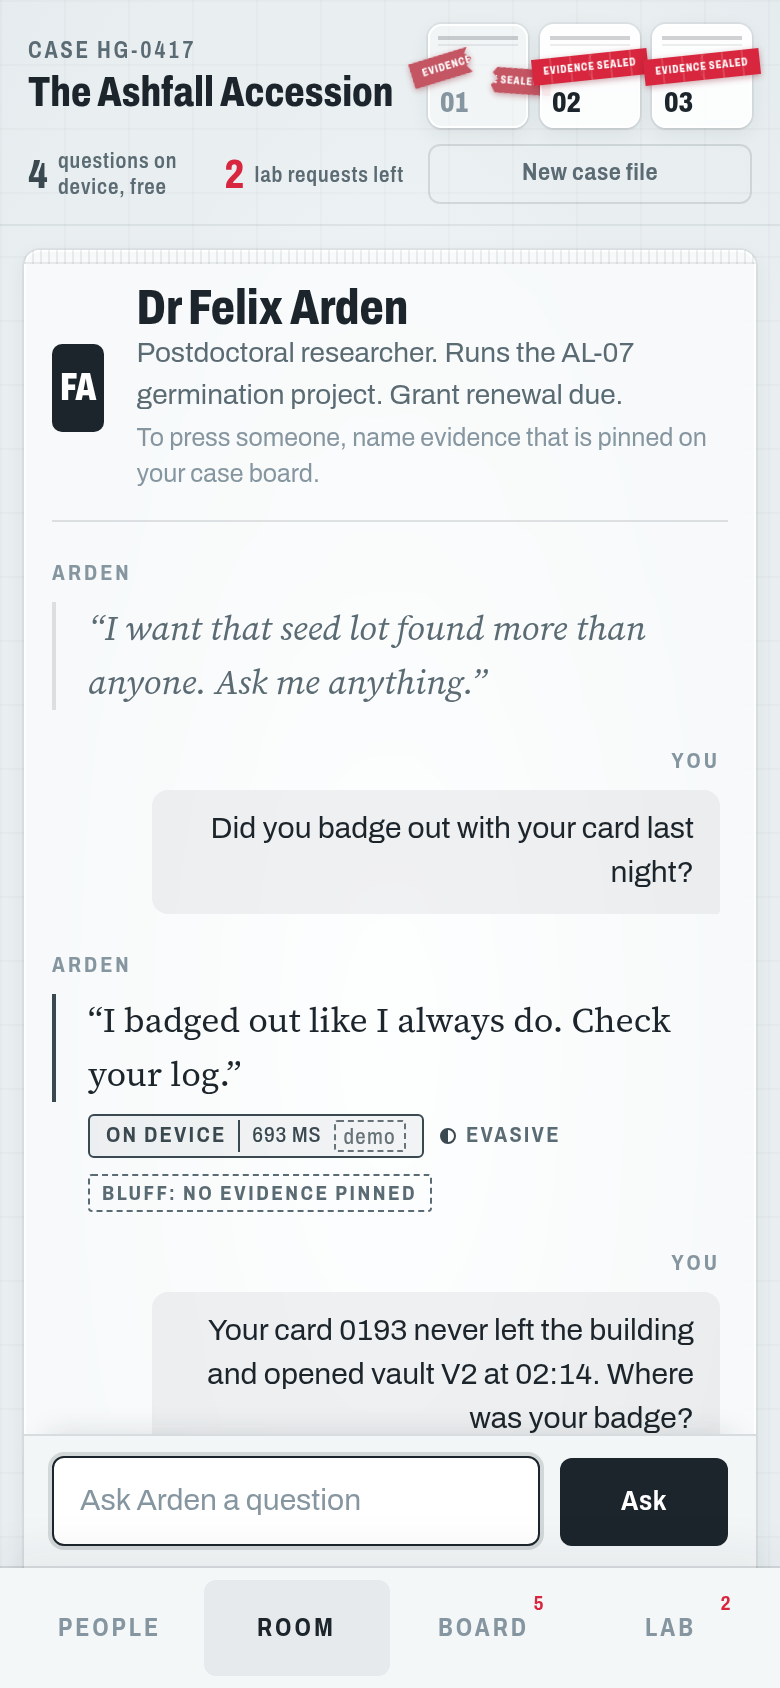 CASE HG-0417
The Ashfall Accession
EVIDENCE
SEALE
01
EVIDENCE SEALED
02
EVIDENCE SEALED
03
4 questions on
device, free
2 lab requests left
New case file
FA
Dr Felix Arden
Postdoctoral researcher. Runs the AL-07
germination project. Grant renewal due.
To press someone, name evidence that is pinned on
your case board.
ARDEN
“I want that seed lot found more than
anyone. Ask me anything.”
YOU
Did you badge out with your card last
night?
ARDEN
“I badged out like I always do. Check
your log.”
ON DEVICE 693 MS demo EVASIVE
BLUFF: NO EVIDENCE PINNED
YOU
Your card 0193 never left the building
and opened vault V2 at 02:14. Where
was your badge?
Ask Arden a question
Ask
PEOPLE ROOM BOARD 5 LAB 2